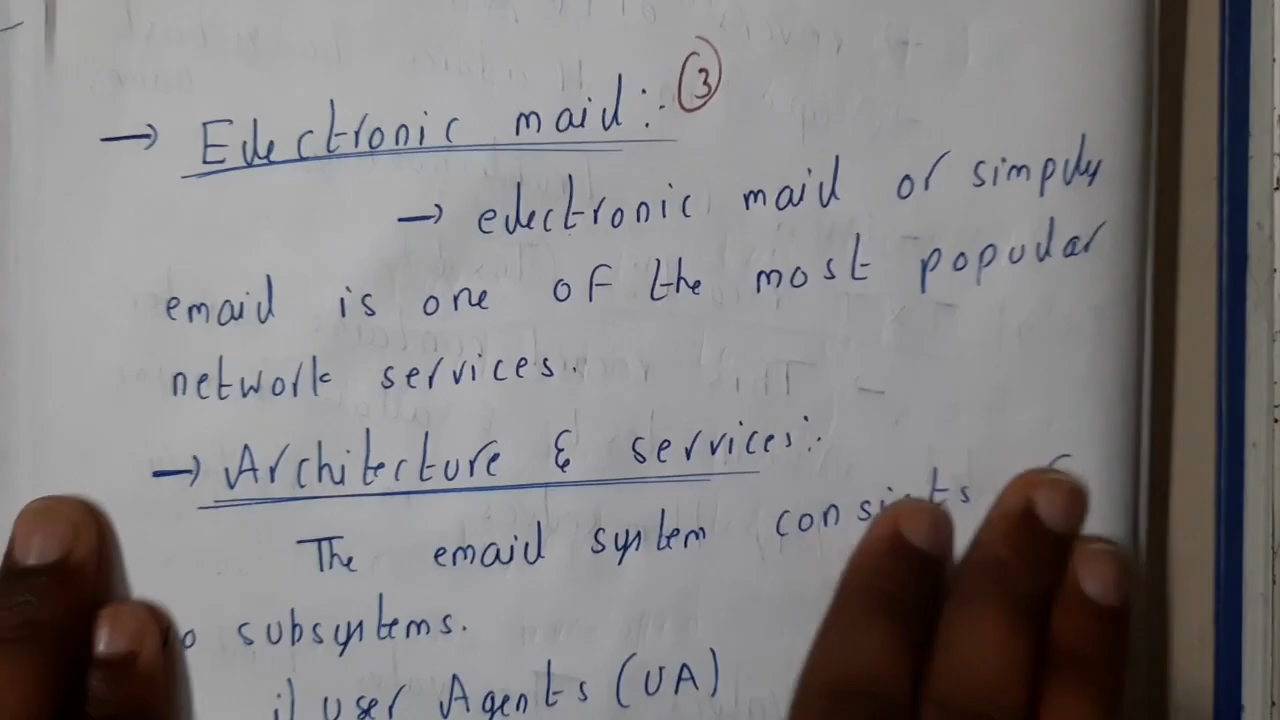 → Electronic mail:- ③
→ electronic mail or simply
email is one of the most popular
network services.
→ Architecture & services:-
The email system consists
subsystems.
i) user Agents (UA)